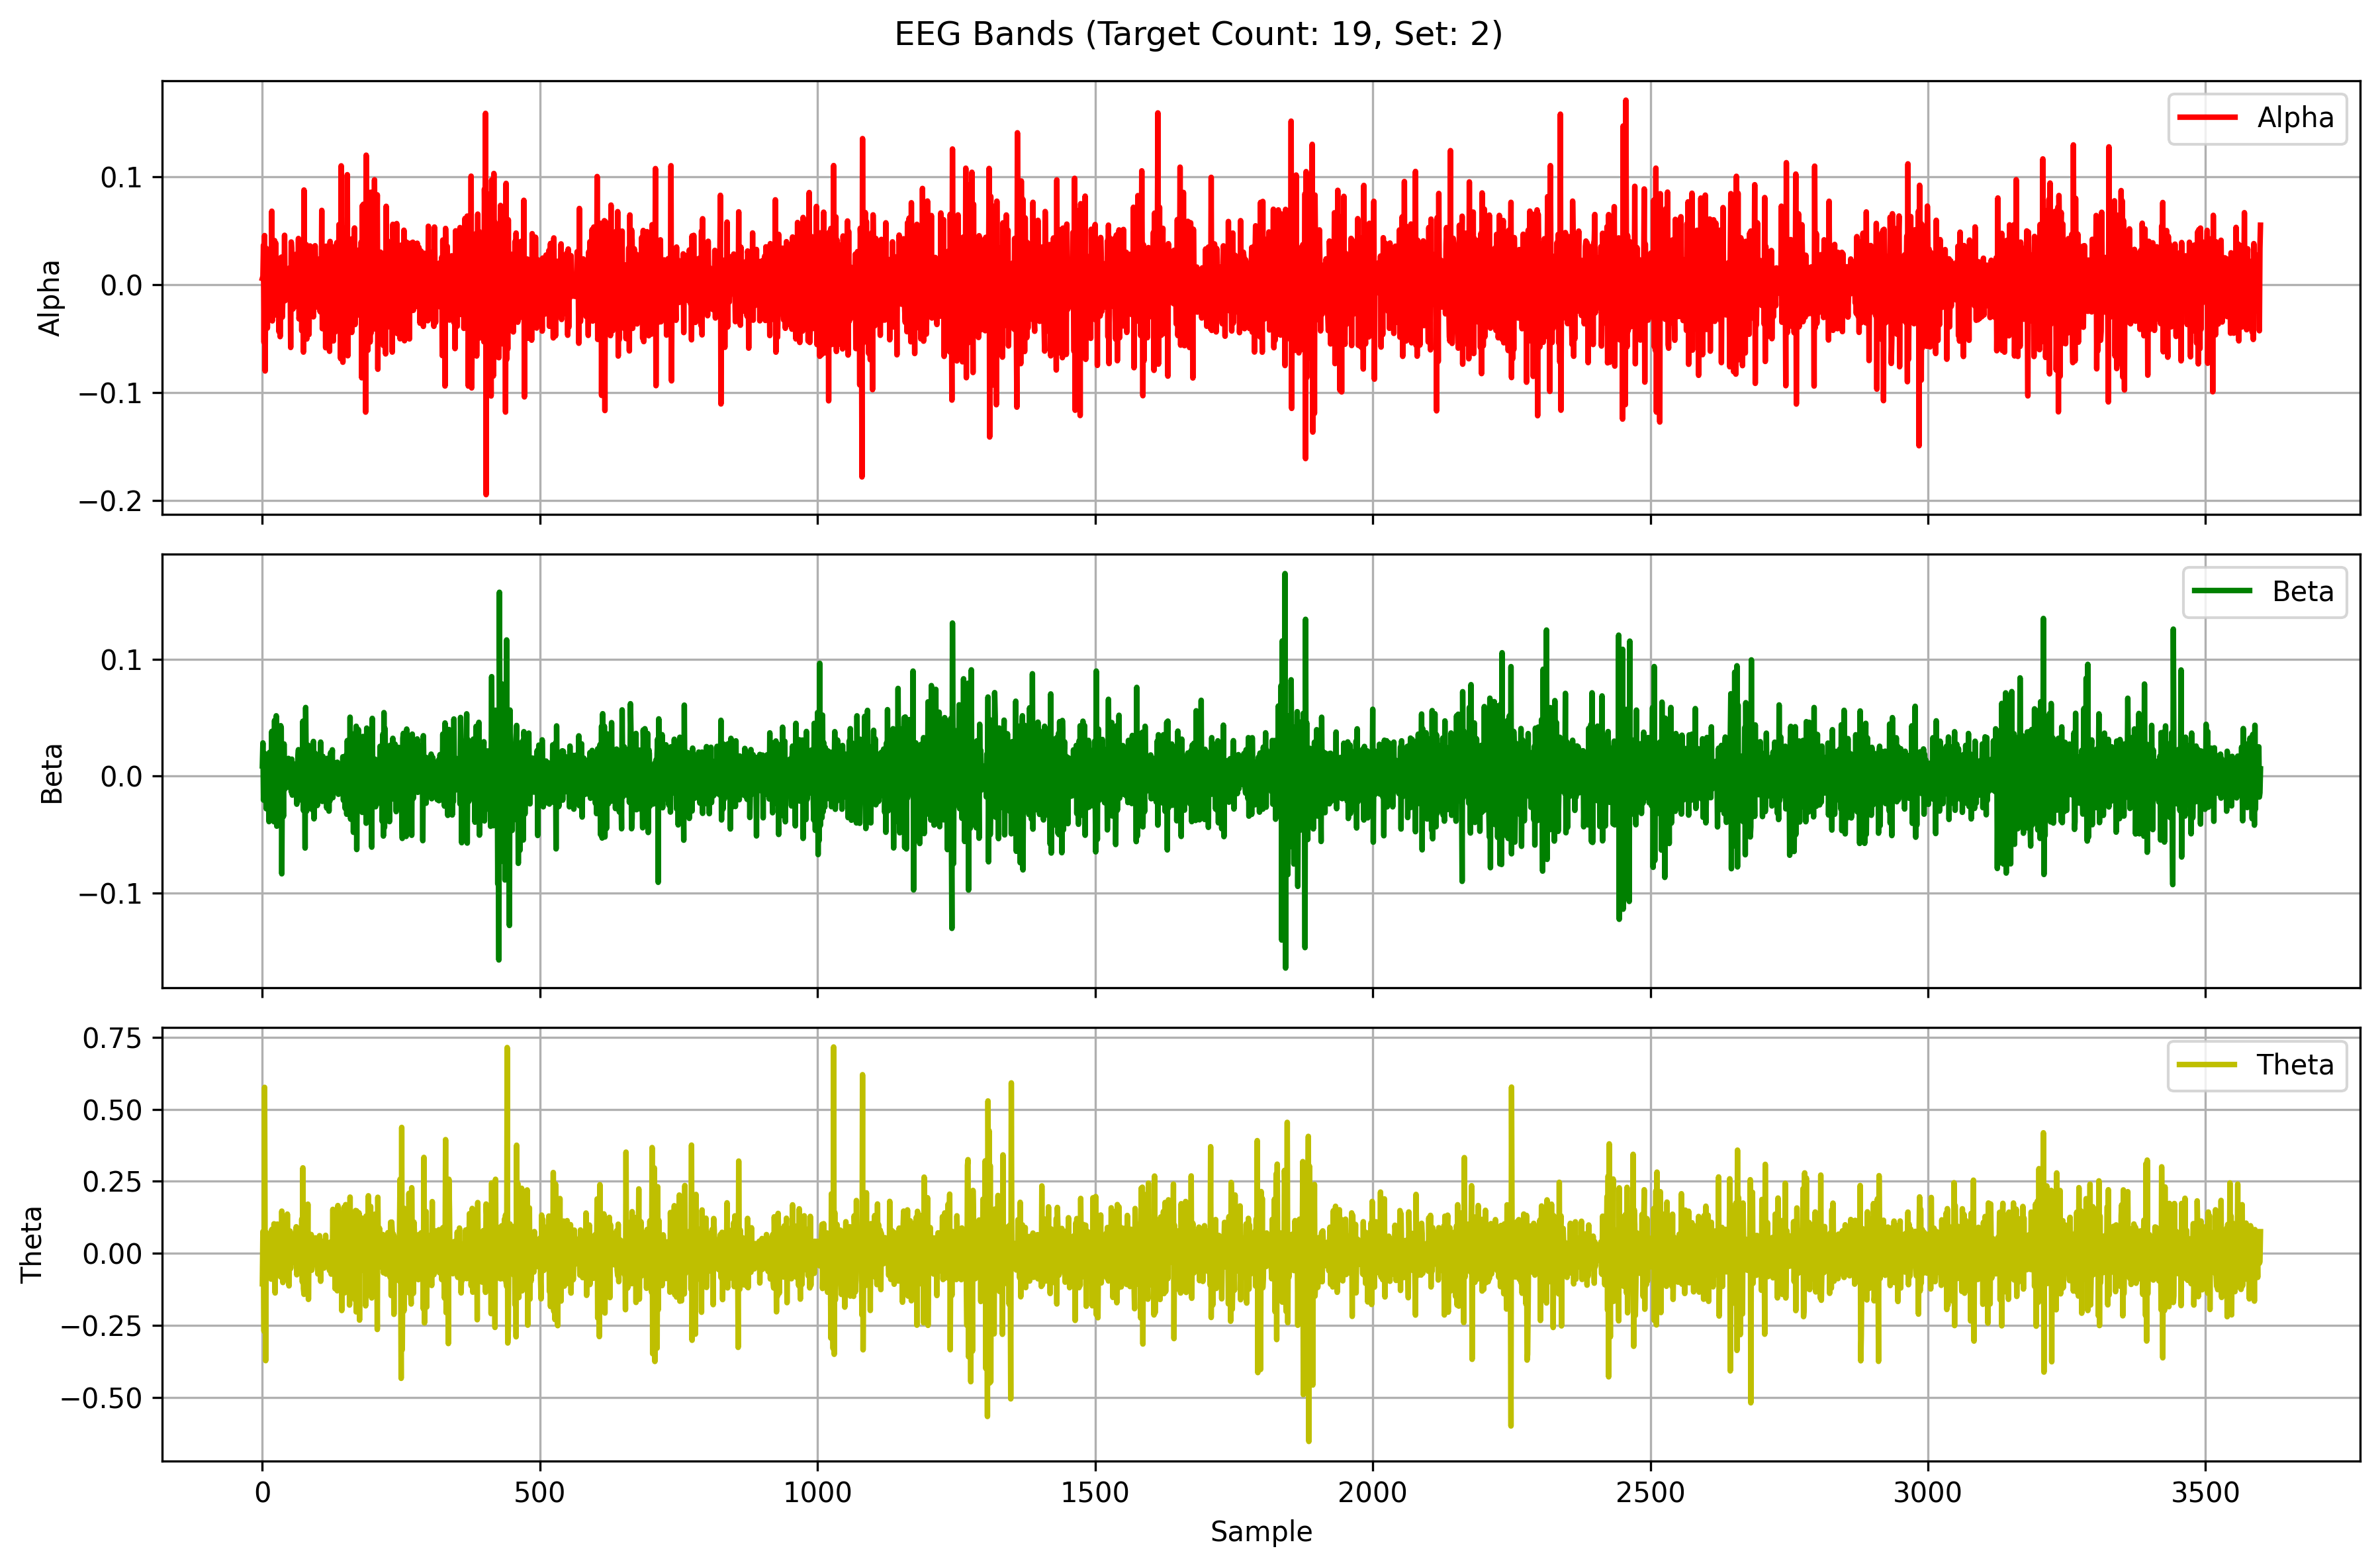 EEG Bands (Target Count: 19, Set: 2)
Alpha
0.1
0.0
−0.1
−0.2
Alpha
Beta
0.1
0.0
−0.1
Beta
Theta
0.75
0.50
0.25
0.00
−0.25
−0.50
Theta
0 500 1000 1500 2000 2500 3000 3500
Sample